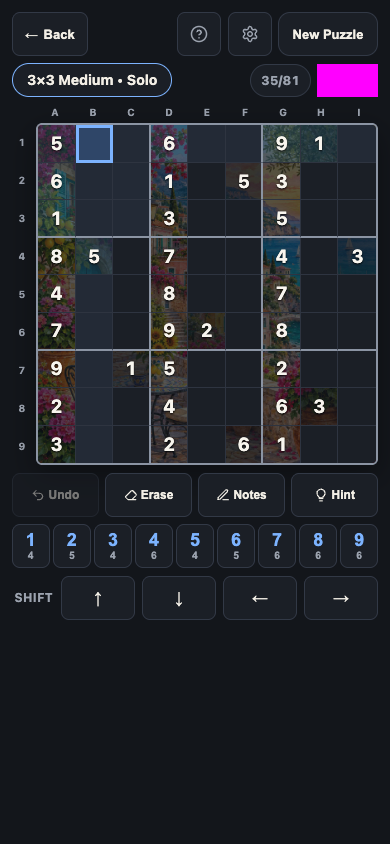 ← Back
New Puzzle
3×3 Medium • Solo
35/81
A B C D E F G H I
1 5 6 9 1
2 6 1 5 3
3 1 3 5
4 8 5 7 4 3
5 4 8 7
6 7 9 2 8
7 9 1 5 2
8 2 4 6 3
9 3 2 6 1
Undo Erase Notes Hint
1 2 3 4 5 6 7 8 9
4 5 4 6 4 5 6 6 6
SHIFT ↑ ↓ ← →